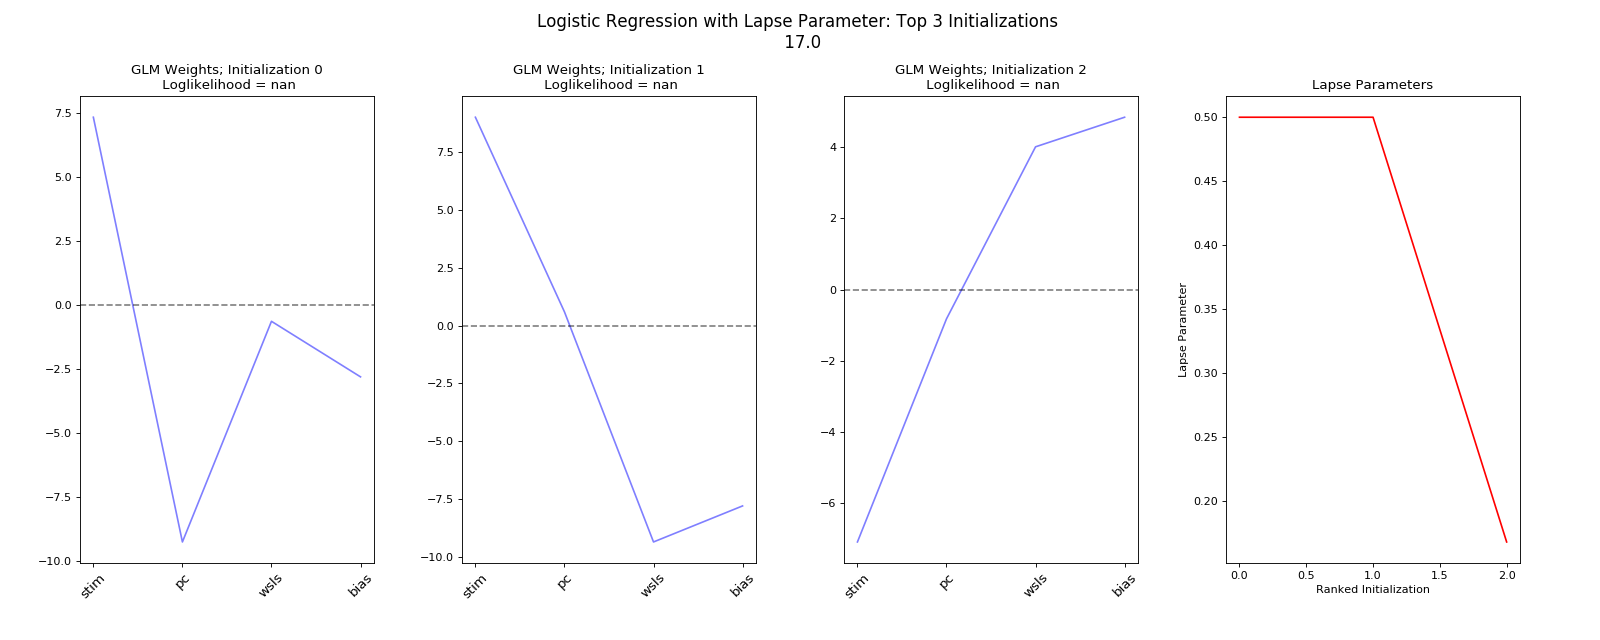 Logistic Regression with Lapse Parameter: Top 3 Initializations
17.0
GLM Weights; Initialization 0
Loglikelihood = nan
7.5
5.0
2.5
0.0
−2.5
−5.0
−7.5
−10.0
stim
pc
wsls
bias
GLM Weights; Initialization 1
Loglikelihood = nan
7.5
5.0
2.5
0.0
−2.5
−5.0
−7.5
−10.0
stim
pc
wsls
bias
GLM Weights; Initialization 2
Loglikelihood = nan
4
2
0
−2
−4
−6
stim
pc
wsls
bias
Lapse Parameters
Lapse Parameter
0.50
0.45
0.40
0.35
0.30
0.25
0.20
0.0
0.5
1.0
1.5
2.0
Ranked Initialization